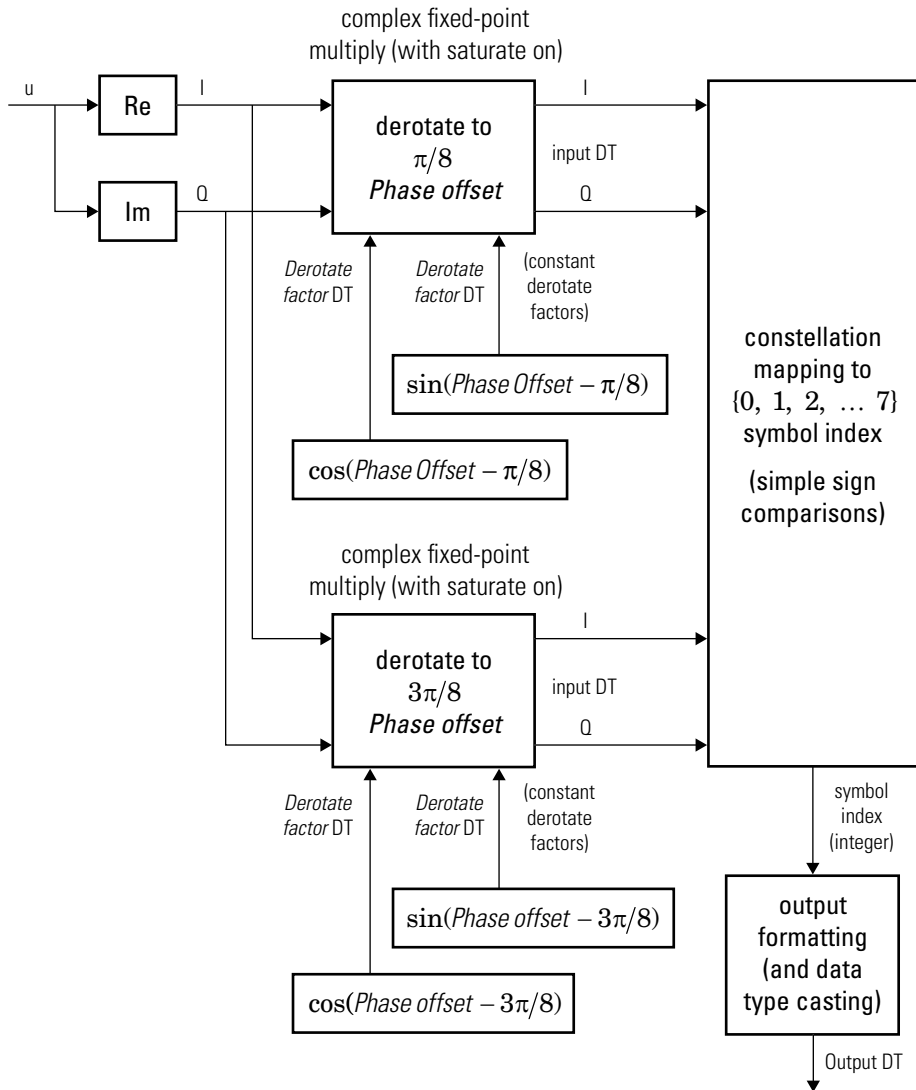 complex fixed-point
multiply (with saturate on)
u
Re
I
Im
Q
derotate to
π/8
Phase offset
I
input DT
Q
Derotate
factor DT
Derotate
factor DT
(constant
derotate
factors)
sin(Phase Offset − π/8)
cos(Phase Offset − π/8)
constellation
mapping to
{0, 1, 2, … 7}
symbol index
(simple sign
comparisons)
complex fixed-point
multiply (with saturate on)
derotate to
3π/8
Phase offset
I
input DT
Q
Derotate
factor DT
Derotate
factor DT
(constant
derotate
factors)
sin(Phase offset − 3π/8)
cos(Phase offset − 3π/8)
symbol
index
(integer)
output
formatting
(and data
type casting)
Output DT